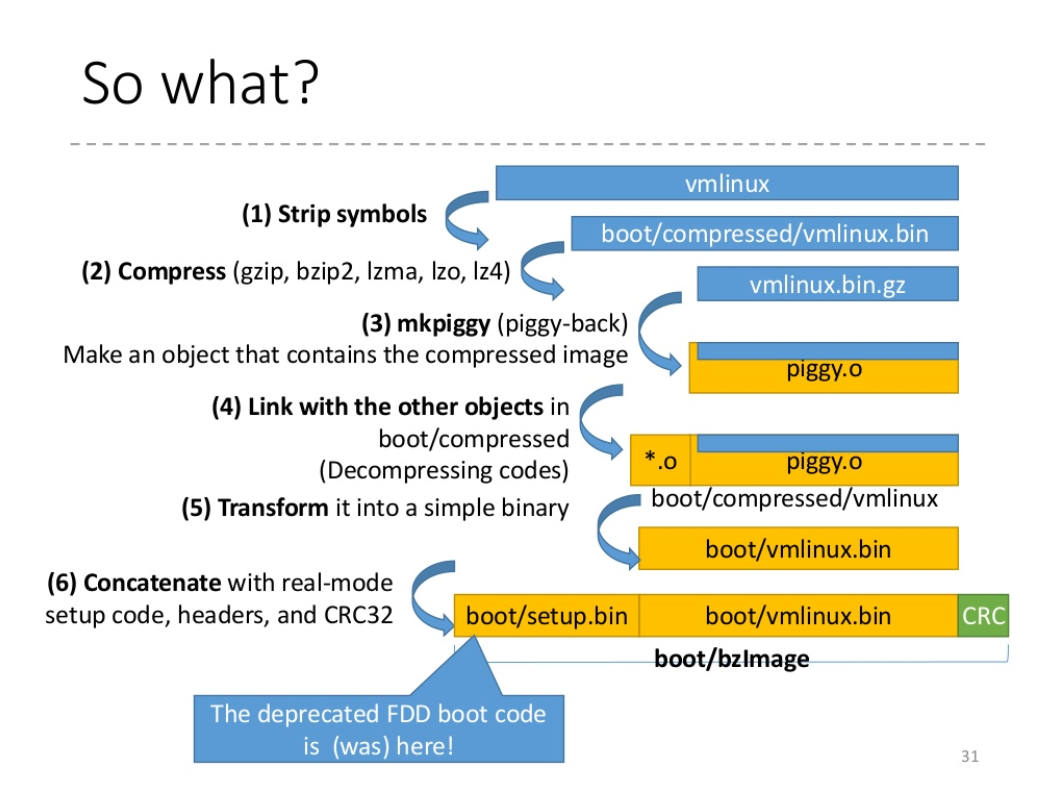 So what?
vmlinux
(1) Strip symbols
boot/compressed/vmlinux.bin
(2) Compress (gzip, bzip2, lzma, lzo, lz4)
vmlinux.bin.gz
(3) mkpiggy (piggy-back)
Make an object that contains the compressed image
piggy.o
(4) Link with the other objects in
boot/compressed
(Decompressing codes)
*.o
piggy.o
boot/compressed/vmlinux
(5) Transform it into a simple binary
boot/vmlinux.bin
(6) Concatenate with real-mode
setup code, headers, and CRC32
boot/setup.bin
boot/vmlinux.bin
CRC
boot/bzImage
The deprecated FDD boot code
is (was) here!
31